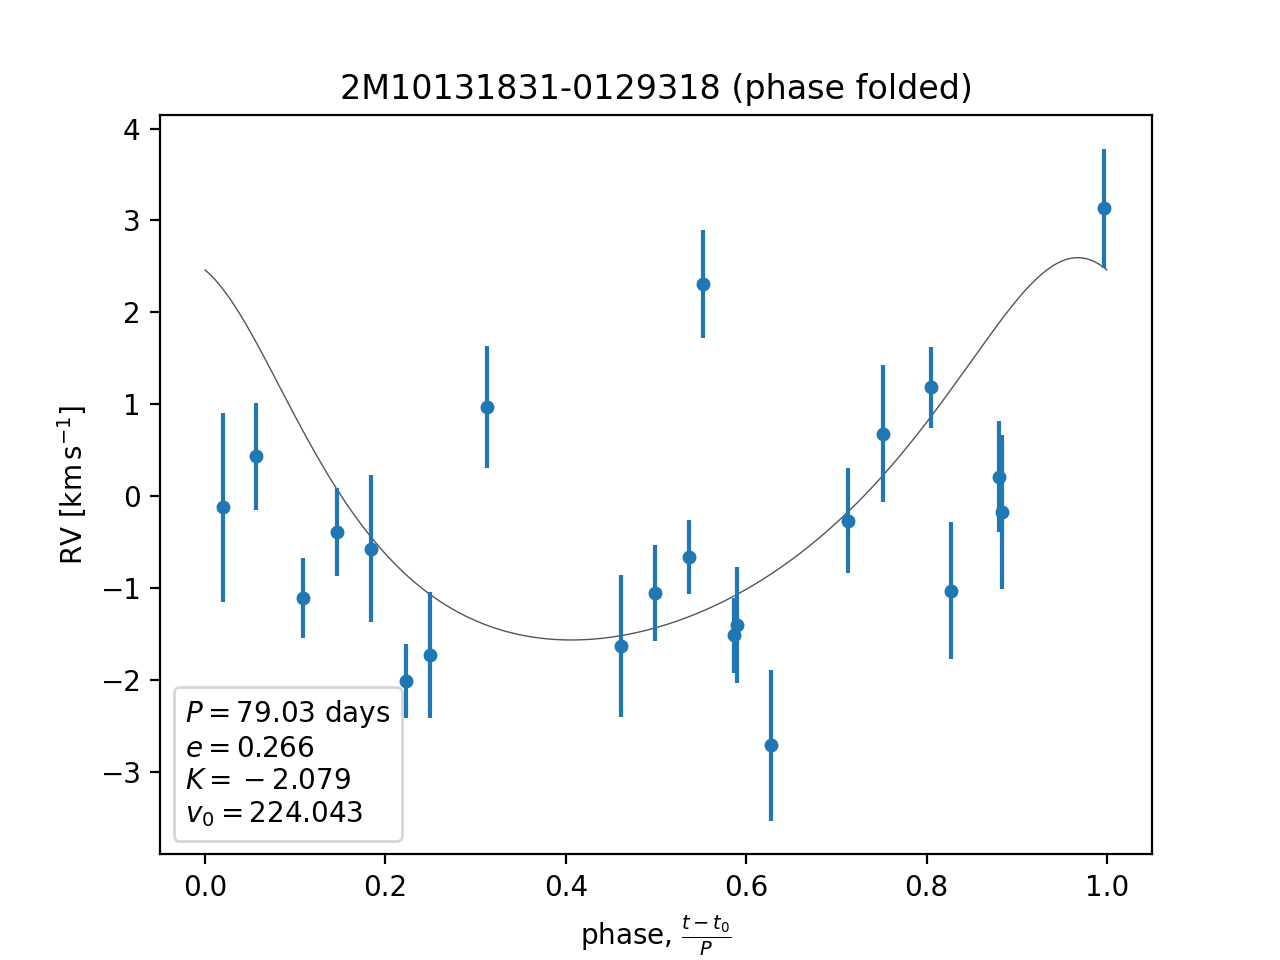 2M10131831-0129318 (phase folded)
4
3
2
1
0
−1
−2
−3
RV [km s⁻¹]
P = 79.03 days
e = 0.266
K = − 2.079
v₀ = 224.043
0.0 0.2 0.4 0.6 0.8 1.0
phase, (t − t₀)/P